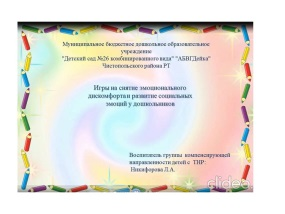 Муниципальное бюджетное дошкольное образовательное
учреждение
"Детский сад №26 комбинированного вида" "АБВГДейка"
Чистопольского района РТ
Игры на снятие эмоционального
дискомфорта и развитие социальных
эмоций у дошкольников
Воспитатель группы компенсирующей
направленности детей с ТНР:
Никифорова Л.А.